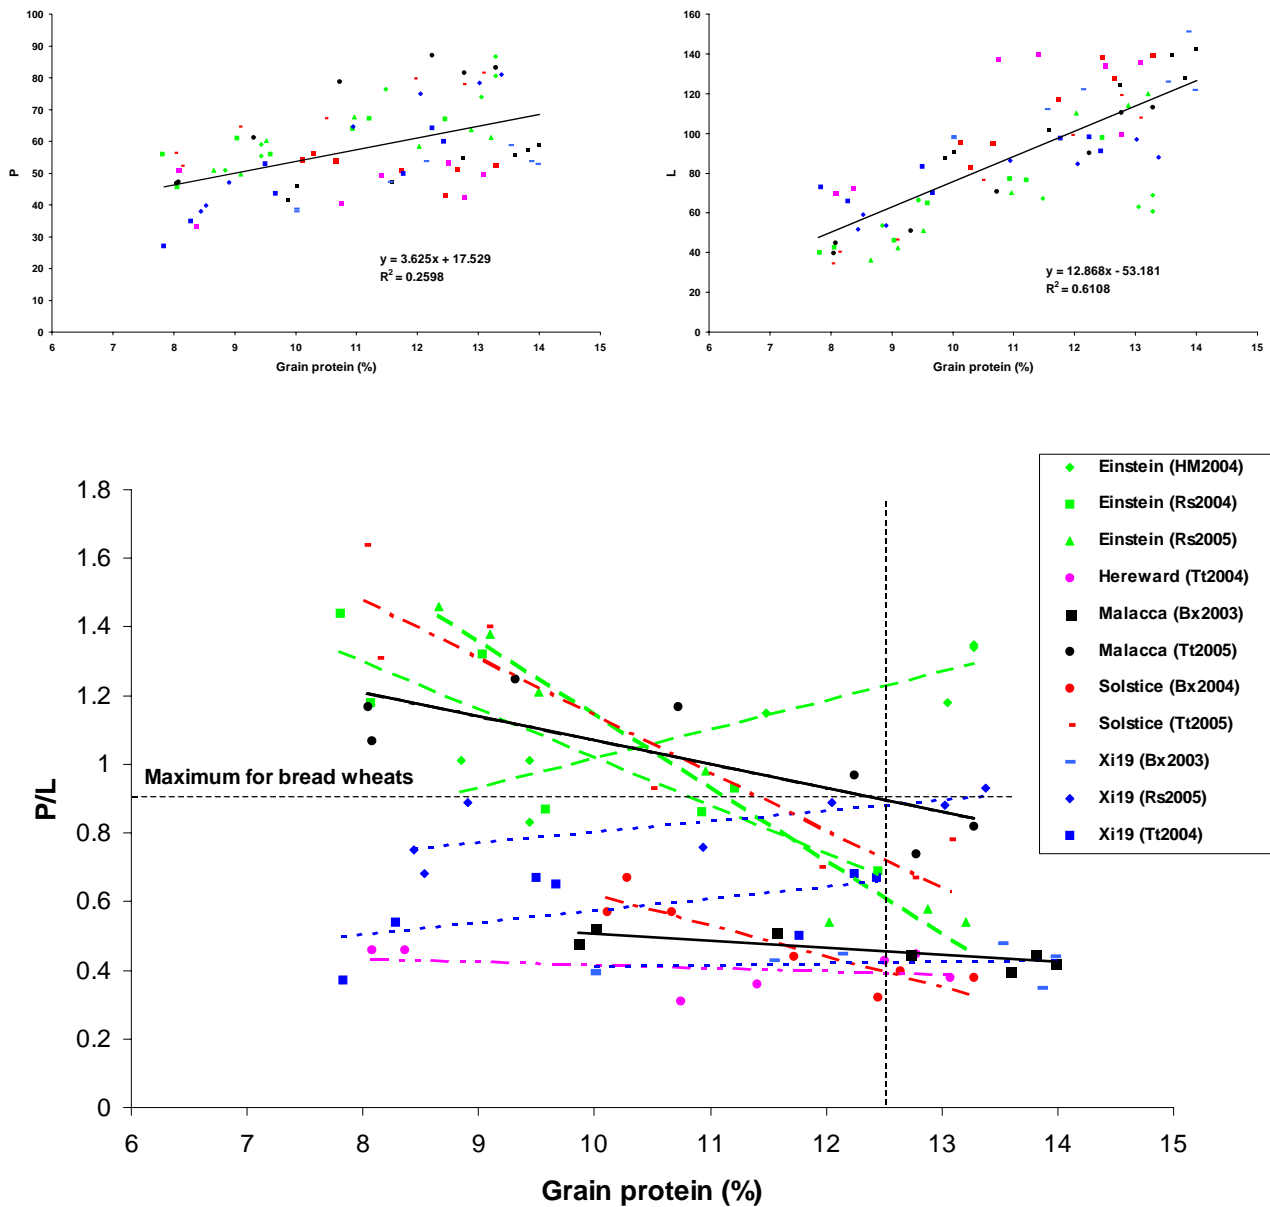 100
90
80
70
60
50
40
30
20
10
0
P
6 7 8 9 10 11 12 13 14 15
Grain protein (%)
y = 3.625x + 17.529
R² = 0.2598
160
140
120
100
80
60
40
20
0
L
6 7 8 9 10 11 12 13 14 15
Grain protein (%)
y = 12.868x - 53.181
R² = 0.6108
1.8
1.6
1.4
1.2
1
0.8
0.6
0.4
0.2
0
P/L
Maximum for bread wheats
6 7 8 9 10 11 12 13 14 15
Grain protein (%)
Einstein (HM2004)
Einstein (Rs2004)
Einstein (Rs2005)
Hereward (Tt2004)
Malacca (Bx2003)
Malacca (Tt2005)
Solstice (Bx2004)
Solstice (Tt2005)
Xi19 (Bx2003)
Xi19 (Rs2005)
Xi19 (Tt2004)